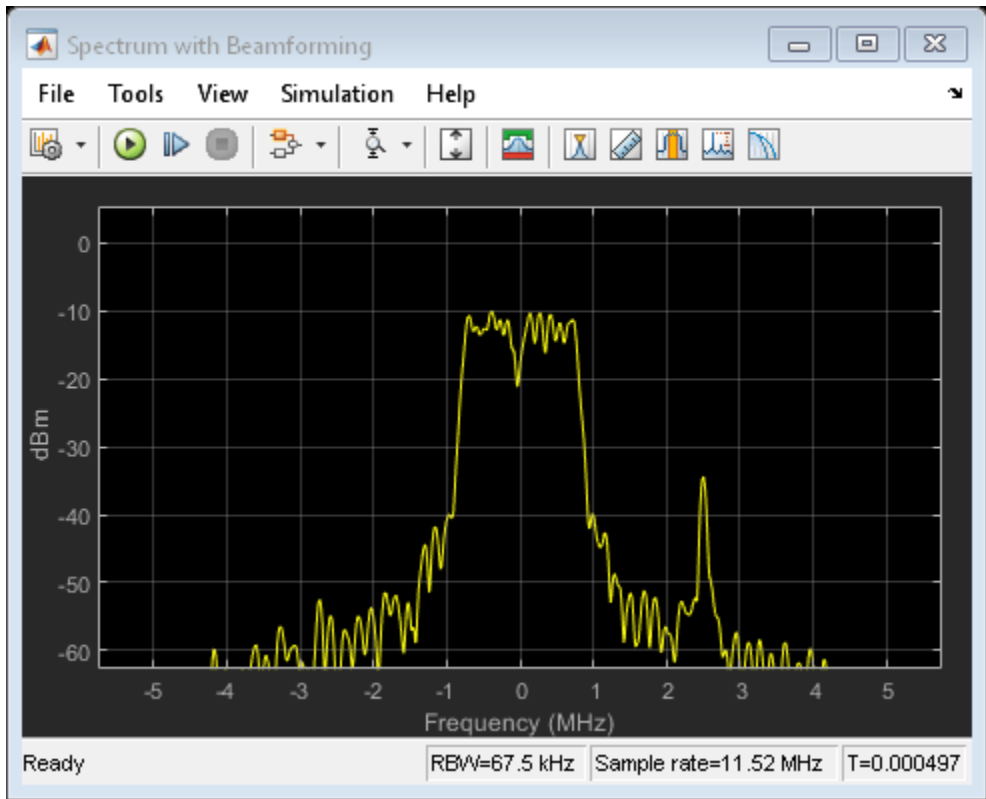 Spectrum with Beamforming
File Tools View Simulation Help
0
-10
-20
-30
-40
-50
-60
dBm
-5 -4 -3 -2 -1 0 1 2 3 4 5
Frequency (MHz)
Ready RBW=67.5 kHz Sample rate=11.52 MHz T=0.000497